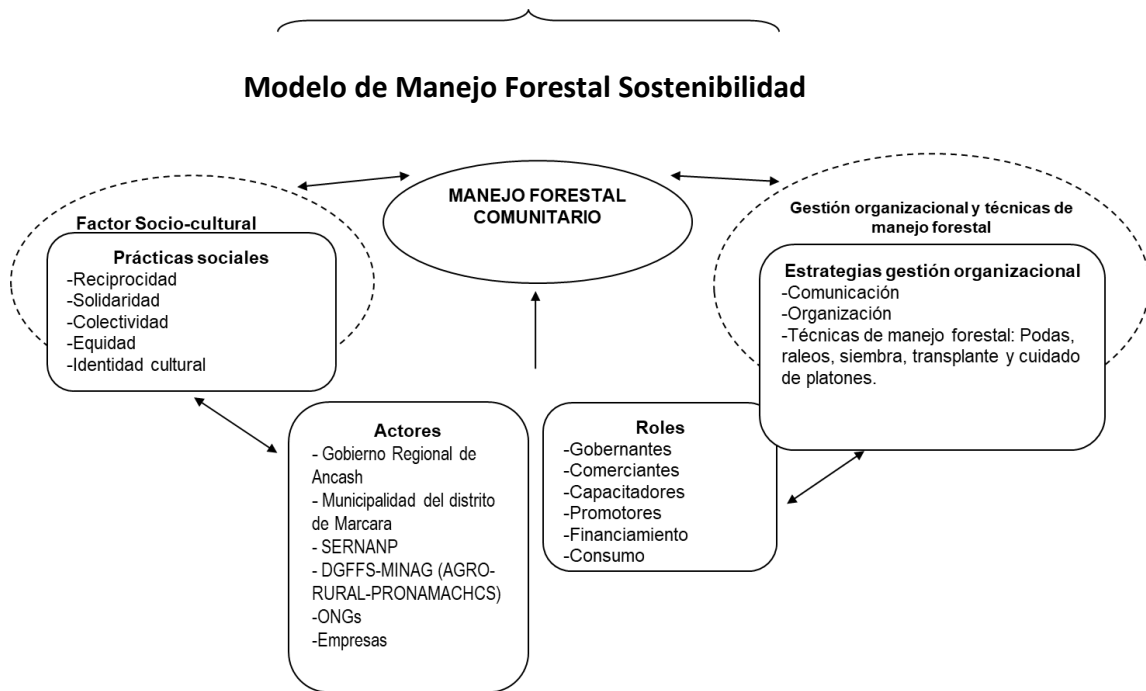 Modelo de Manejo Forestal Sostenibilidad
MANEJO FORESTAL
COMUNITARIO
Factor Socio-cultural
Prácticas sociales
-Reciprocidad
-Solidaridad
-Colectividad
-Equidad
-Identidad cultural
Gestión organizacional y técnicas de
manejo forestal
Estrategias gestión organizacional
-Comunicación
-Organización
-Técnicas de manejo forestal: Podas,
raleos, siembra, transplante y cuidado
de platones.
Actores
- Gobierno Regional de
Ancash
- Municipalidad del distrito
de Marcara
- SERNANP
- DGFFS-MINAG (AGRO-
RURAL-PRONAMACHCS)
-ONGs
-Empresas
Roles
-Gobernantes
-Comerciantes
-Capacitadores
-Promotores
-Financiamiento
-Consumo